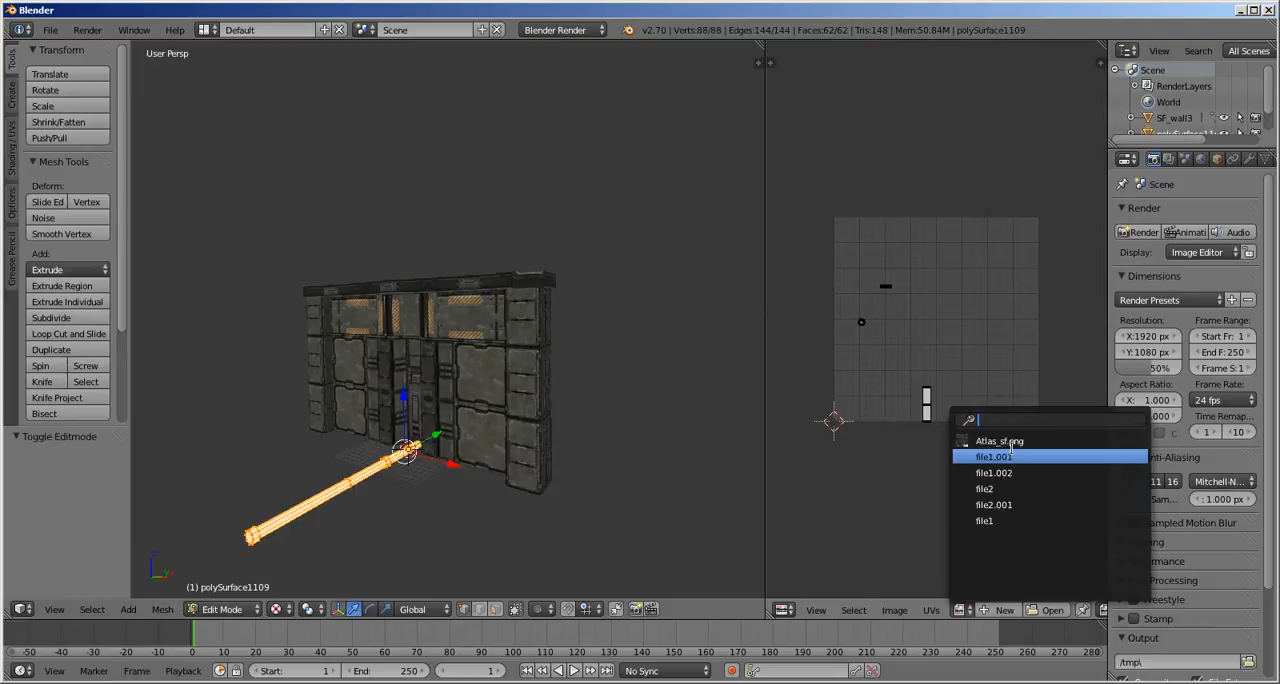 Blender
File Render Window Help Default Scene Blender Render v2.70 | Verts:88/88 | Edges:144/144 | Faces:62/62 | Tris:148 | Mem:50.84M | polySurface1109
Tools
Create
Shading / UVs
Options
Grease Pencil
Transform
Translate
Rotate
Scale
Shrink/Fatten
Push/Pull
Mesh Tools
Deform:
Slide Ed Vertex
Noise
Smooth Vertex
Add:
Extrude
Extrude Region
Extrude Individual
Subdivide
Loop Cut and Slide
Duplicate
Spin Screw
Knife Select
Knife Project
Bisect
Toggle Editmode
User Persp
(1) polySurface1109
View Select Add Mesh Edit Mode Global
Atlas_sf.png
file1.001
file1.002
file2
file2.001
file1
View Select Image UVs New Open
View Search All Scenes
Scene
RenderLayers
World
SF_wall3
Scene
Render
Render Animati Audio
Display: Image Editor
Dimensions
Render Presets
Resolution: Frame Range:
X:1920 px Start Fr: 1
Y:1080 px End F: 250
50% Frame S: 1
Aspect Ratio: Frame Rate:
X: 1.000 24 fps
.000 Time Remap...
C 1 10
nti-Aliasing
11 16 Mitchell-N...
Sam... : 1.000 px
ampled Motion Blur
ing
ormance
Processing
reestyle
Stamp
Output
/tmp\
-50 -40 -30 -20 -10 0 10 20 30 40 50 60 70 80 90 100 110 120 130 140 150 160 170 180 190 200 210 220 230 240 250 260 270 280
View Marker Frame Playback Start: 1 End: 250 1 No Sync